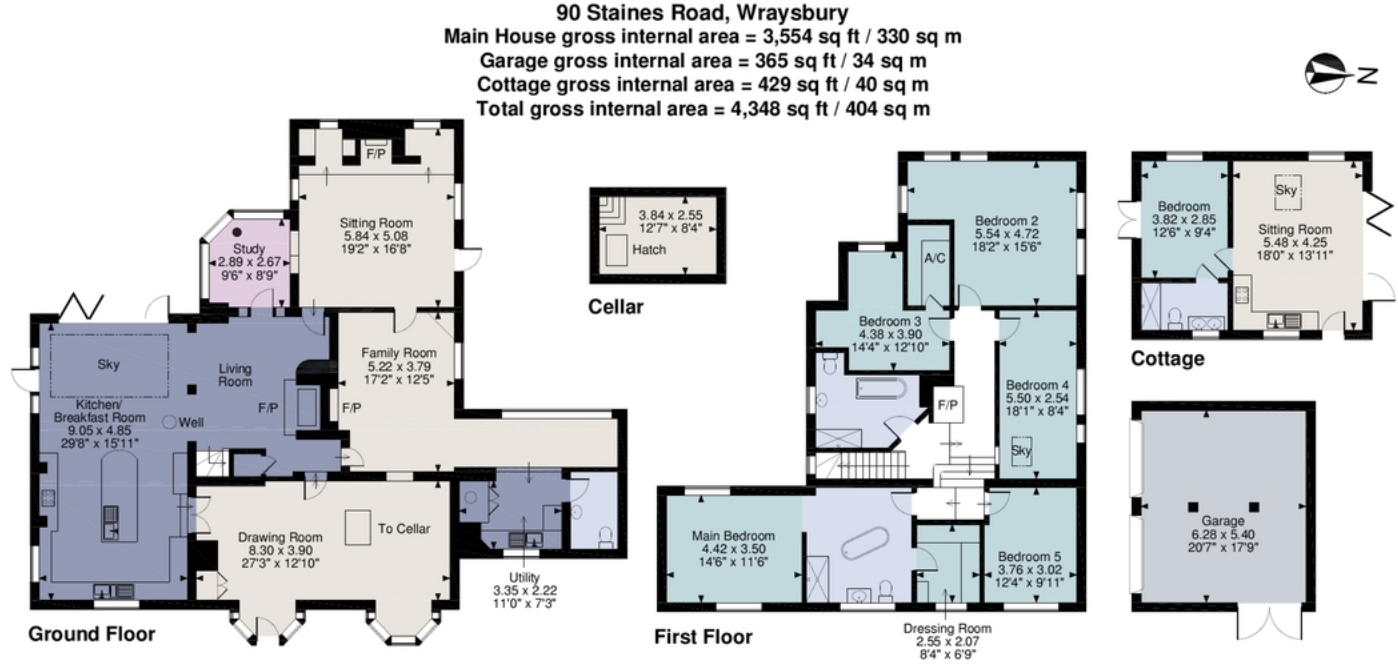 90 Staines Road, Wraysbury
Main House gross internal area = 3,554 sq ft / 330 sq m
Garage gross internal area = 365 sq ft / 34 sq m
Cottage gross internal area = 429 sq ft / 40 sq m
Total gross internal area = 4,348 sq ft / 404 sq m
N
F/P
Sitting Room
5.84 x 5.08
19'2" x 16'8"
Study
2.89 x 2.67
9'6" x 8'9"
Sky
Living
Room
Family Room
5.22 x 3.79
17'2" x 12'5"
Kitchen/
Breakfast Room
9.05 x 4.85
29'8" x 15'11"
Well
F/P
F/P
Drawing Room
8.30 x 3.90
27'3" x 12'10"
To Cellar
Utility
3.35 x 2.22
11'0" x 7'3"
Ground Floor
3.84 x 2.55
12'7" x 8'4"
Hatch
Cellar
Bedroom 2
5.54 x 4.72
18'2" x 15'6"
A/C
Bedroom 3
4.38 x 3.90
14'4" x 12'10"
Bedroom 4
5.50 x 2.54
18'1" x 8'4"
F/P
Sky
Main Bedroom
4.42 x 3.50
14'6" x 11'6"
Bedroom 5
3.76 x 3.02
12'4" x 9'11"
Dressing Room
2.55 x 2.07
8'4" x 6'9"
First Floor
Bedroom
3.82 x 2.85
12'6" x 9'4"
Sky
Sitting Room
5.48 x 4.25
18'0" x 13'11"
Cottage
Garage
6.28 x 5.40
20'7" x 17'9"